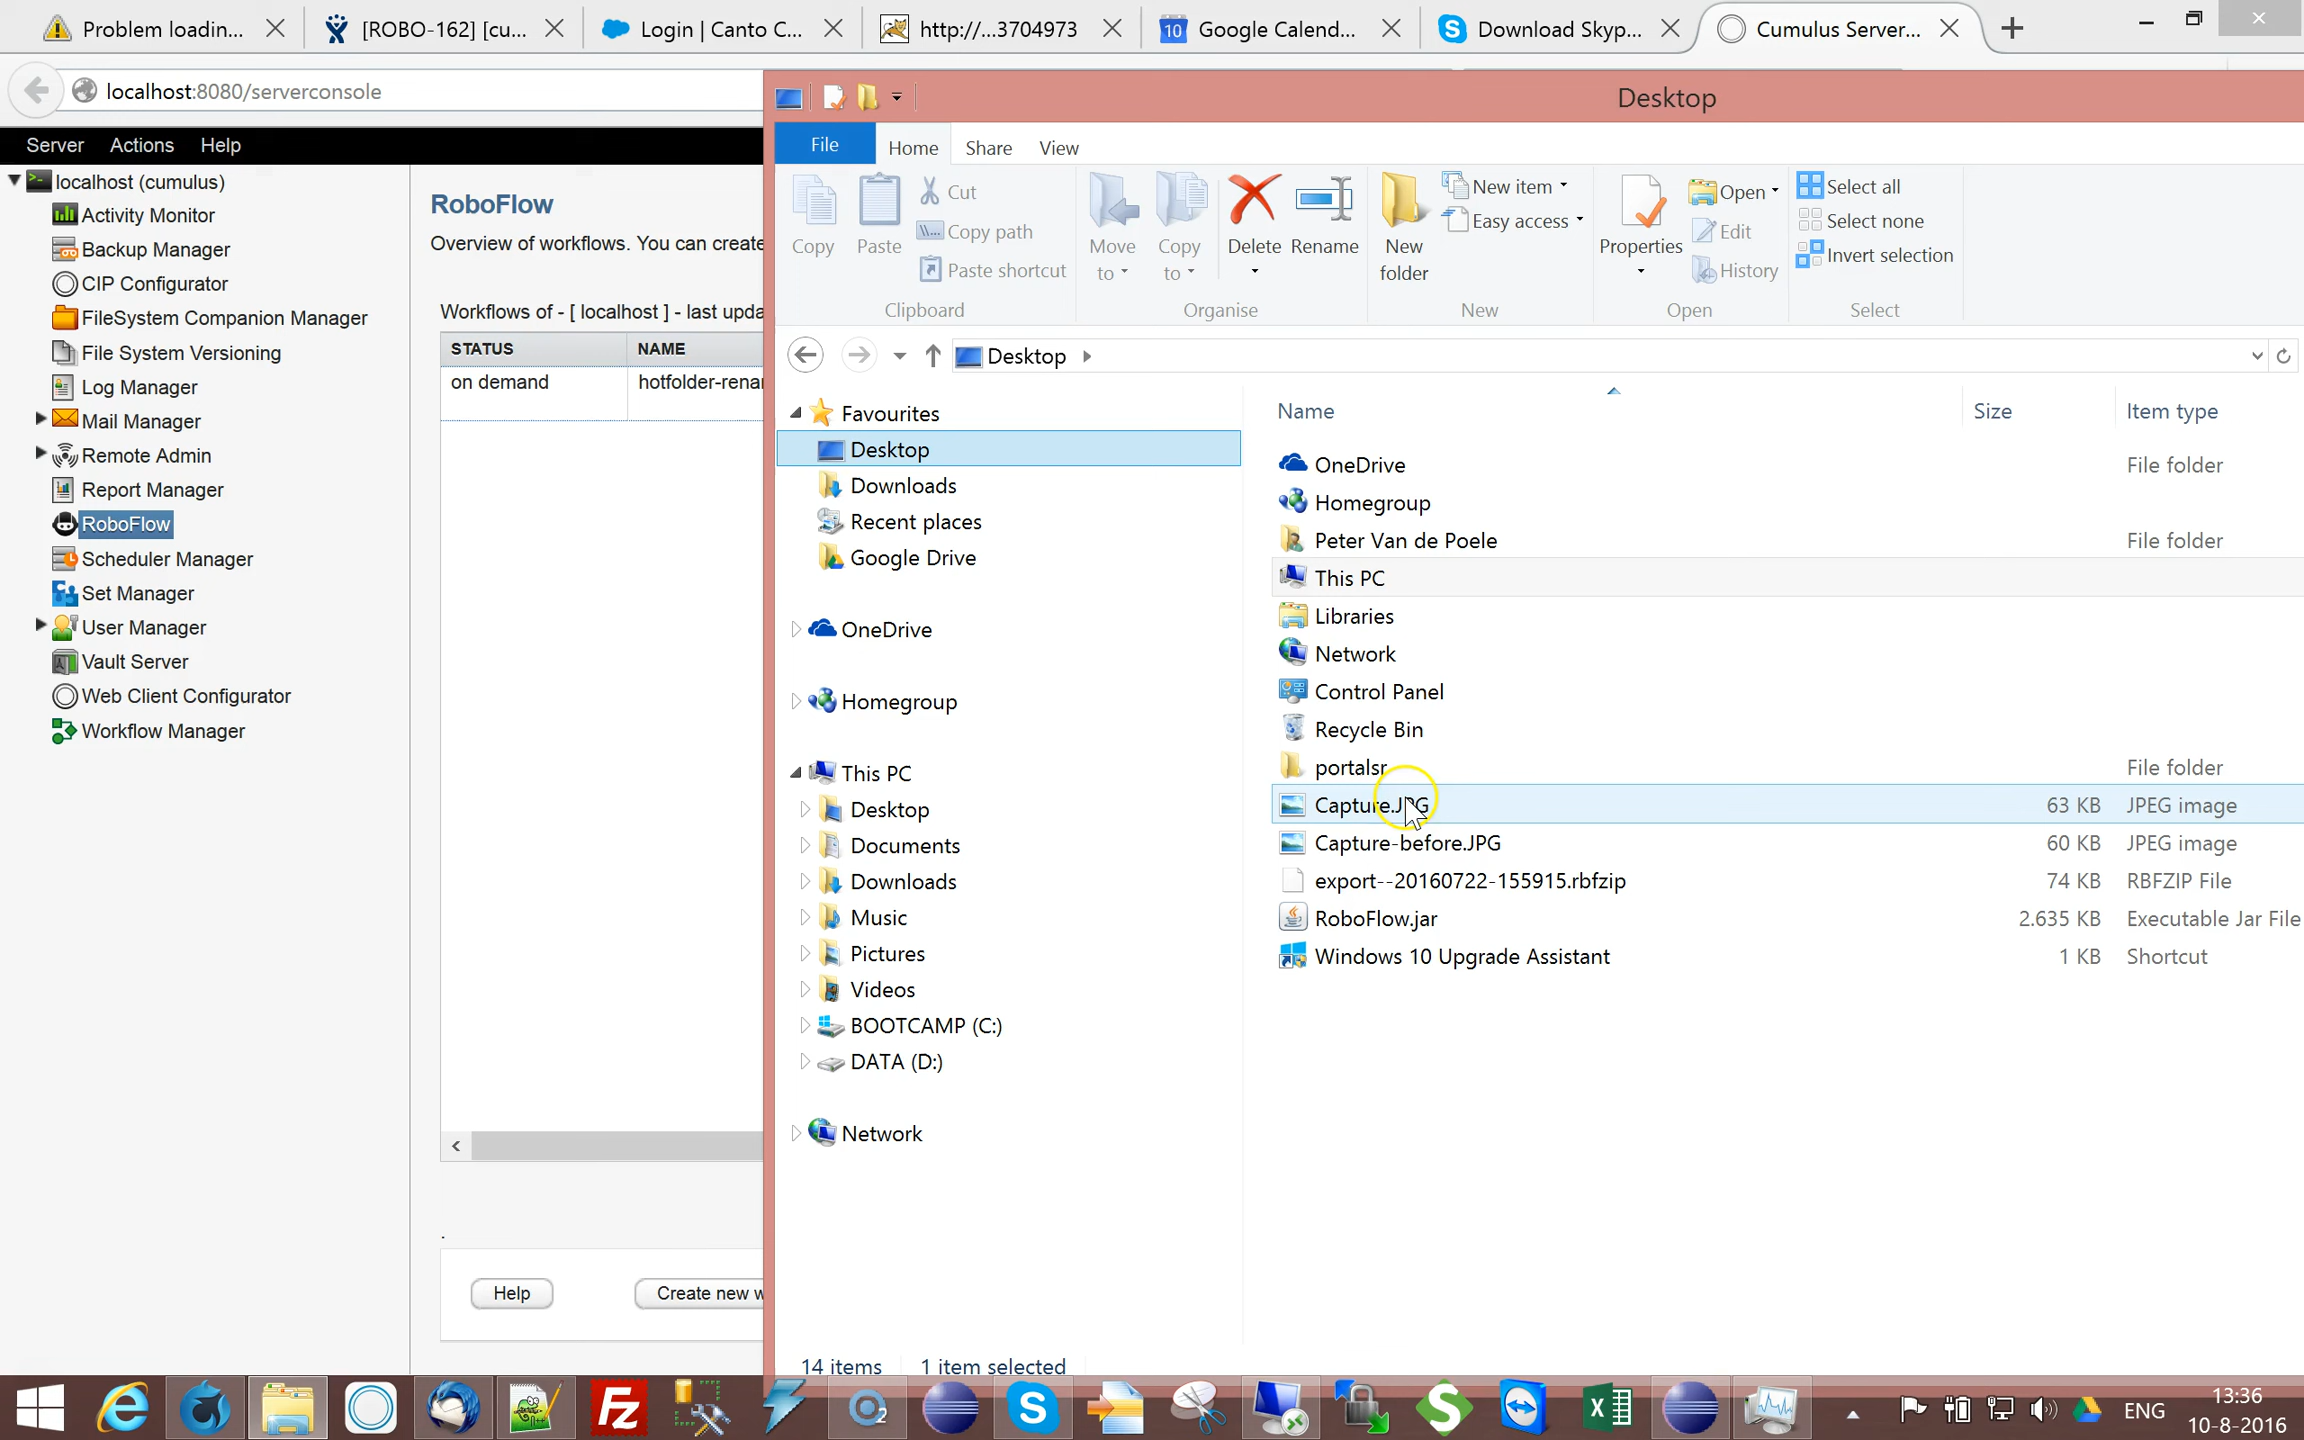 Problem loadin...
[ROBO-162] [cu...
Login | Canto C...
http://...3704973
10
Google Calend...
Download Skyp...
Cumulus Server...
localhost:8080/serverconsole
Server Actions Help
localhost (cumulus)
Activity Monitor
Backup Manager
CIP Configurator
FileSystem Companion Manager
File System Versioning
Log Manager
Mail Manager
Remote Admin
Report Manager
RoboFlow
Scheduler Manager
Set Manager
User Manager
Vault Server
Web Client Configurator
Workflow Manager
RoboFlow
Overview of workflows. You can create
Workflows of - [ localhost ] - last upda
STATUS NAME
on demand hotfolder-renar
.
Help
Create new w
Desktop
File Home Share View
Copy
Paste
Cut
Copy path
Paste shortcut
Clipboard
Move to
Copy to
Delete
Rename
Organise
New folder
New item
Easy access
New
Properties
Open
Edit
History
Open
Select all
Select none
Invert selection
Select
Desktop
Favourites
Desktop
Downloads
Recent places
Google Drive
OneDrive
Homegroup
This PC
Desktop
Documents
Downloads
Music
Pictures
Videos
BOOTCAMP (C:)
DATA (D:)
Network
Name Size Item type
OneDrive File folder
Homegroup
Peter Van de Poele File folder
This PC
Libraries
Network
Control Panel
Recycle Bin
portalsr File folder
Capture.JPG 63 KB JPEG image
Capture-before.JPG 60 KB JPEG image
export--20160722-155915.rbfzip 74 KB RBFZIP File
RoboFlow.jar 2.635 KB Executable Jar File
Windows 10 Upgrade Assistant 1 KB Shortcut
14 items 1 item selected
ENG
13:36
10-8-2016